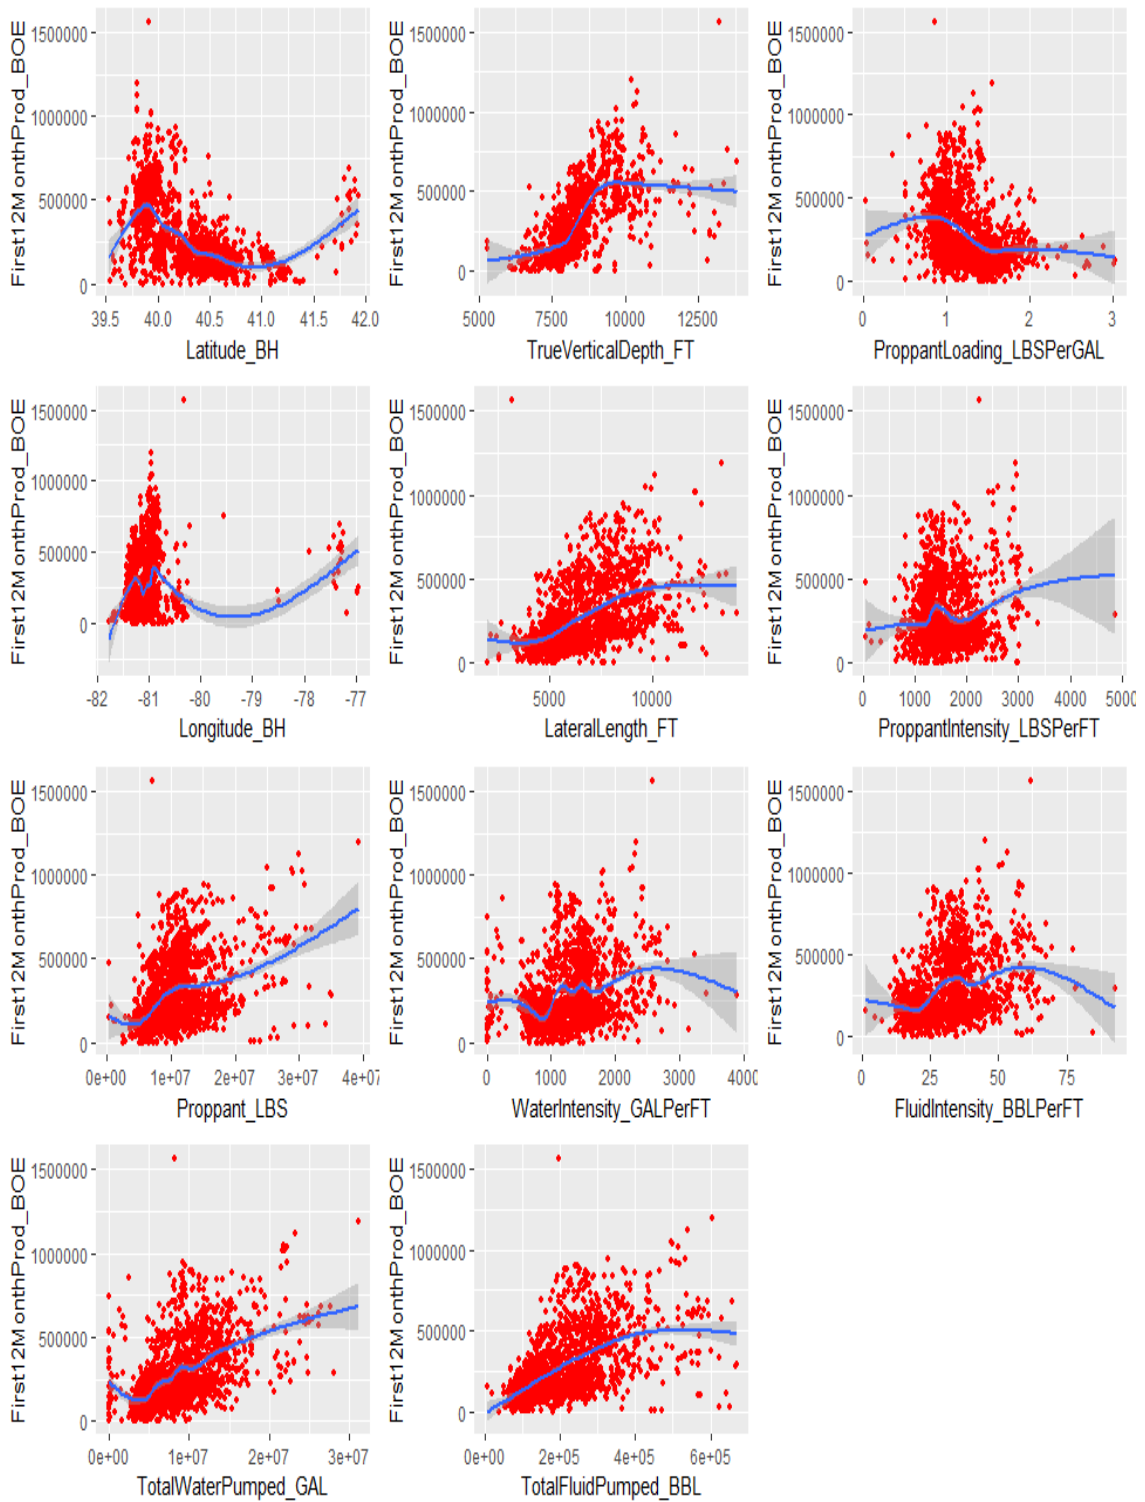 First12MonthProd_BOE
1500000
1000000
500000
0
39.5 40.0 40.5 41.0 41.5 42.0
Latitude_BH
First12MonthProd_BOE
1500000
1000000
500000
0
5000 7500 10000 12500
TrueVerticalDepth_FT
First12MonthProd_BOE
1500000
1000000
500000
0
0 1 2 3
ProppantLoading_LBSPerGAL
First12MonthProd_BOE
1500000
1000000
500000
0
-82 -81 -80 -79 -78 -77
Longitude_BH
First12MonthProd_BOE
1500000
1000000
500000
0
5000 10000
LateralLength_FT
First12MonthProd_BOE
1500000
1000000
500000
0
0 1000 2000 3000 4000 5000
ProppantIntensity_LBSPerFT
First12MonthProd_BOE
1500000
1000000
500000
0
0e+00 1e+07 2e+07 3e+07 4e+07
Proppant_LBS
First12MonthProd_BOE
1500000
1000000
500000
0
0 1000 2000 3000 4000
WaterIntensity_GALPerFT
First12MonthProd_BOE
1500000
1000000
500000
0
0 25 50 75
FluidIntensity_BBLPerFT
First12MonthProd_BOE
1500000
1000000
500000
0
0e+00 1e+07 2e+07 3e+07
TotalWaterPumped_GAL
First12MonthProd_BOE
1500000
1000000
500000
0
0e+00 2e+05 4e+05 6e+05
TotalFluidPumped_BBL